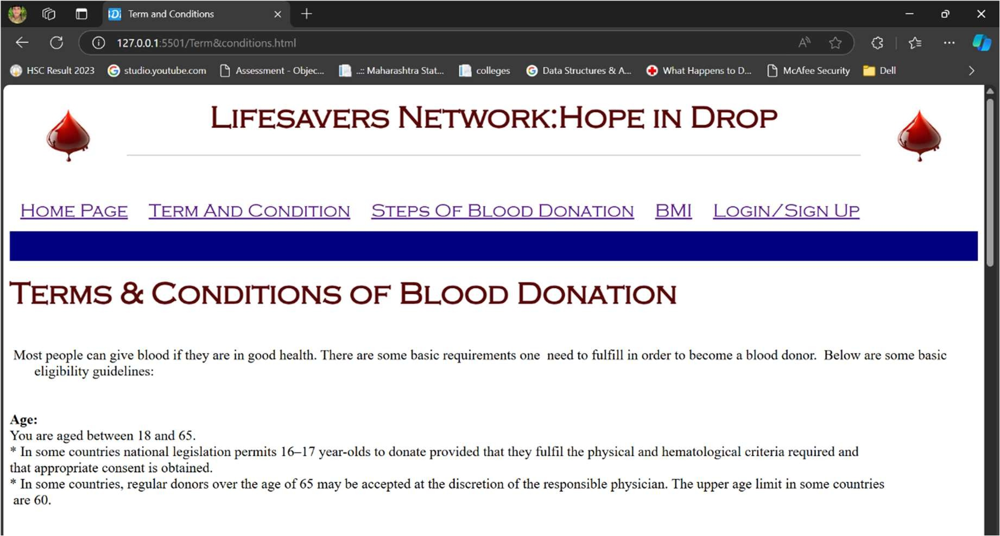 Term and Conditions
127.0.0.1:5501/Term&conditions.html
HSC Result 2023 studio.youtube.com Assessment - Objec... ..:: Maharashtra Stat... colleges Data Structures & A... What Happens to D... McAfee Security Dell
Lifesavers Network:Hope in Drop
Home Page Term And Condition Steps Of Blood Donation BMI Login/Sign Up
Terms & Conditions of Blood Donation
Most people can give blood if they are in good health. There are some basic requirements one need to fulfill in order to become a blood donor. Below are some basic
eligibility guidelines:
Age:
You are aged between 18 and 65.
* In some countries national legislation permits 16–17 year-olds to donate provided that they fulfil the physical and hematological criteria required and
that appropriate consent is obtained.
* In some countries, regular donors over the age of 65 may be accepted at the discretion of the responsible physician. The upper age limit in some countries
are 60.